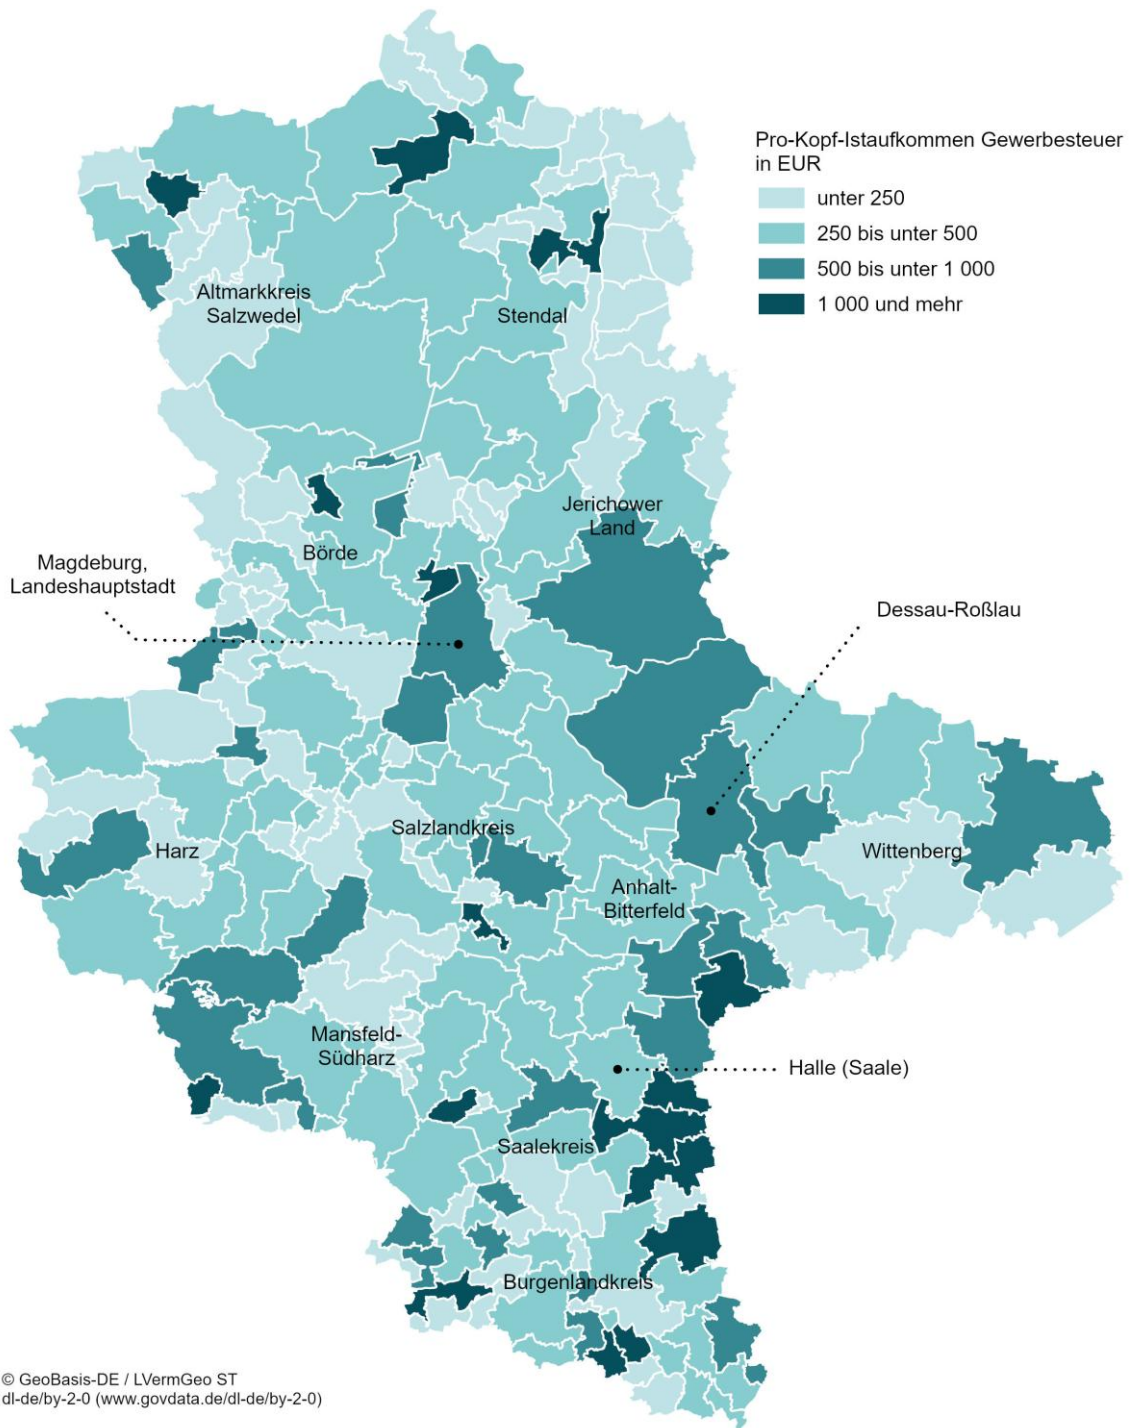 Pro-Kopf-Istaufkommen Gewerbesteuer
in EUR
unter 250
250 bis unter 500
500 bis unter 1 000
1 000 und mehr
Altmarkkreis
Salzwedel
Stendal
Jerichower
Land
Börde
Magdeburg,
Landeshauptstadt
Dessau-Roßlau
Salzlandkreis
Harz
Wittenberg
Anhalt-
Bitterfeld
Mansfeld-
Südharz
Halle (Saale)
Saalekreis
Burgenlandkreis
© GeoBasis-DE / LVermGeo ST
dl-de/by-2-0 (www.govdata.de/dl-de/by-2-0)